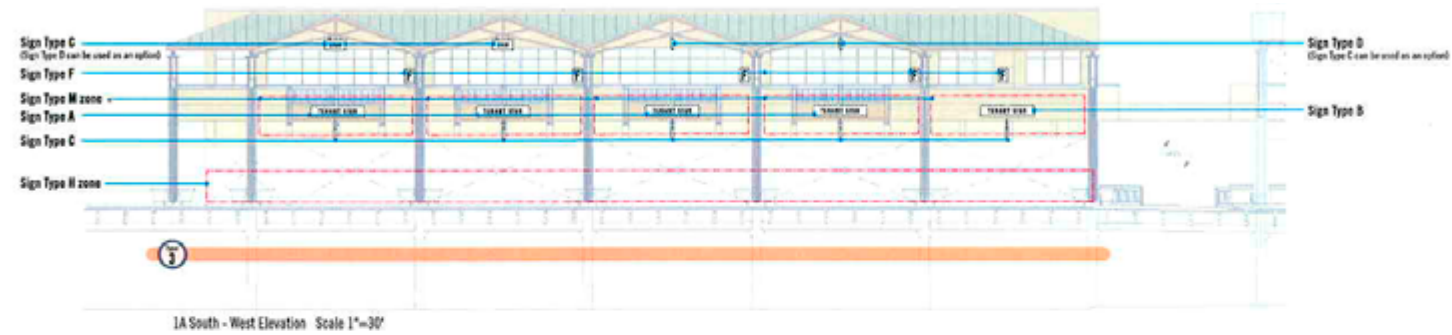 Sign Type C
(Sign Type D can be used as an option)
Sign Type F
Sign Type M zone
Sign Type A
Sign Type G
Sign Type H zone
Sign Type D
(Sign Type C can be used as an option)
Sign Type B
F
F
F
F
F
TENANT SIGN
TENANT SIGN
TENANT SIGN
TENANT SIGN
TENANT SIGN
3
1A South - West Elevation Scale 1"=30'